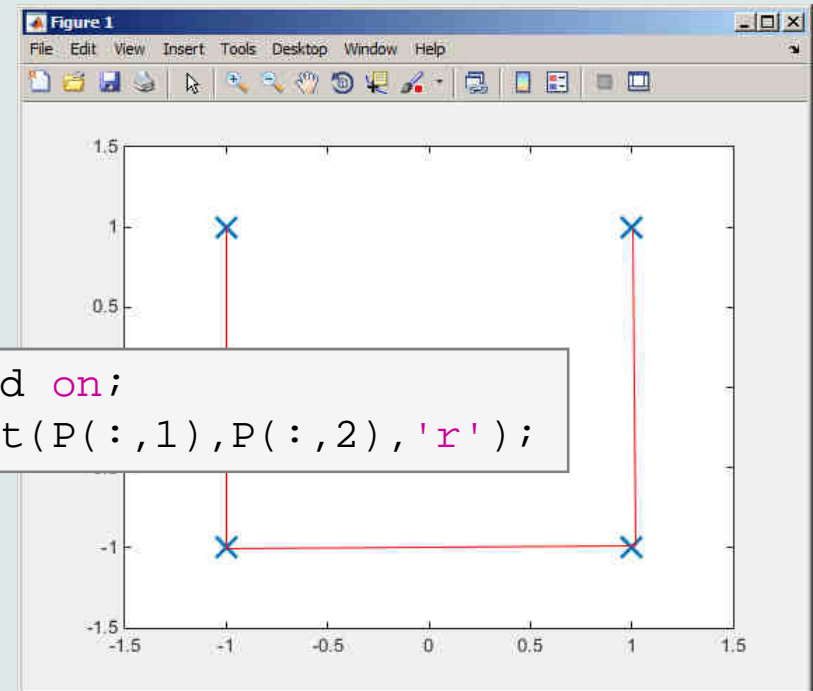 Figure 1
File Edit View Insert Tools Desktop Window Help
1.5
1
0.5
d on;
t(P(:,1),P(:,2),'r');
-1
-1.5
-1.5 -1 -0.5 0 0.5 1 1.5